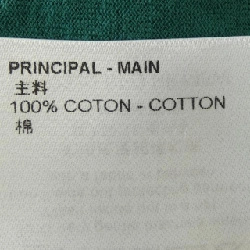 PRINCIPAL - MAIN
主料
100% COTON - COTTON
棉